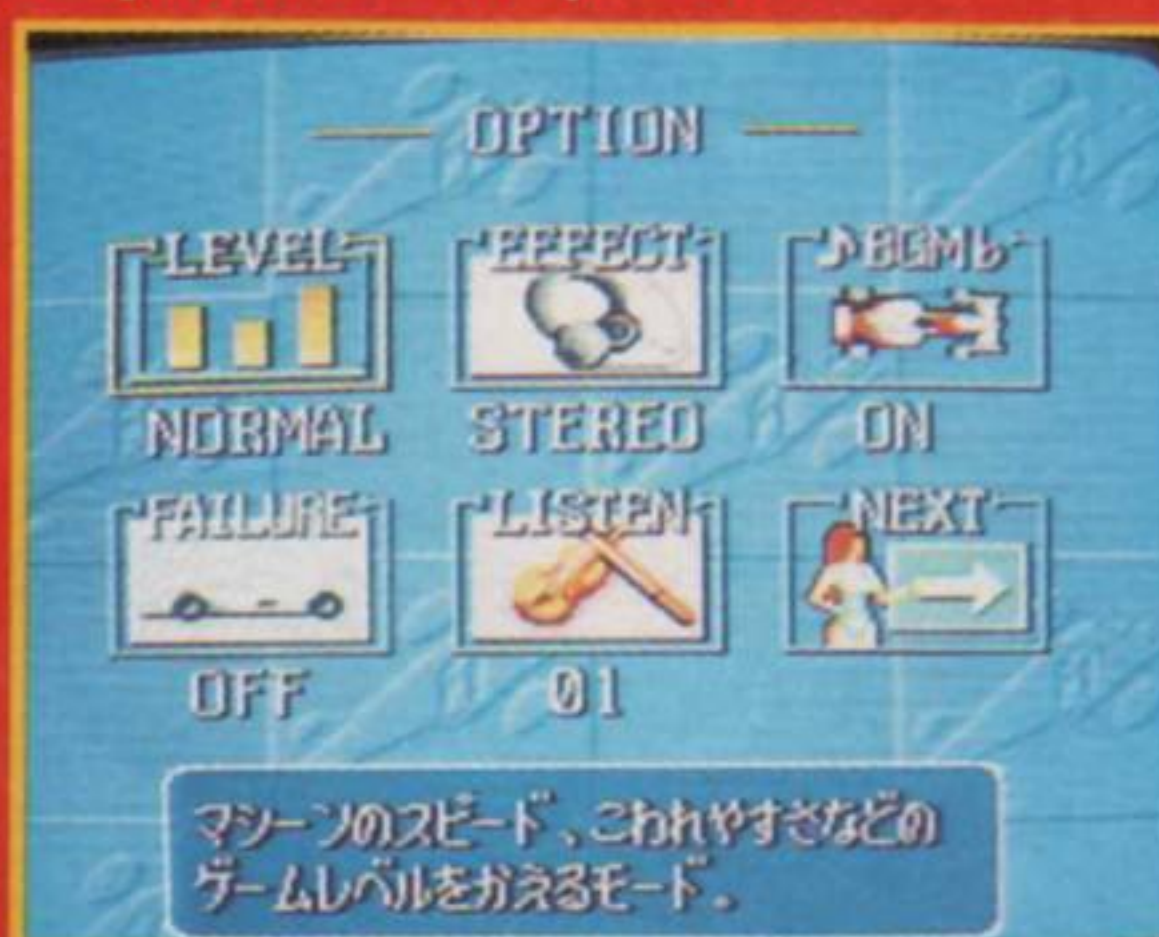 OPTION
LEVEL EFFECT ♪BGM♭
NORMAL STEREO ON
FAILURE LISTEN NEXT
OFF 01
マシーンのスピード、こわれやすさなどの
ゲームレベルをかえるモード。